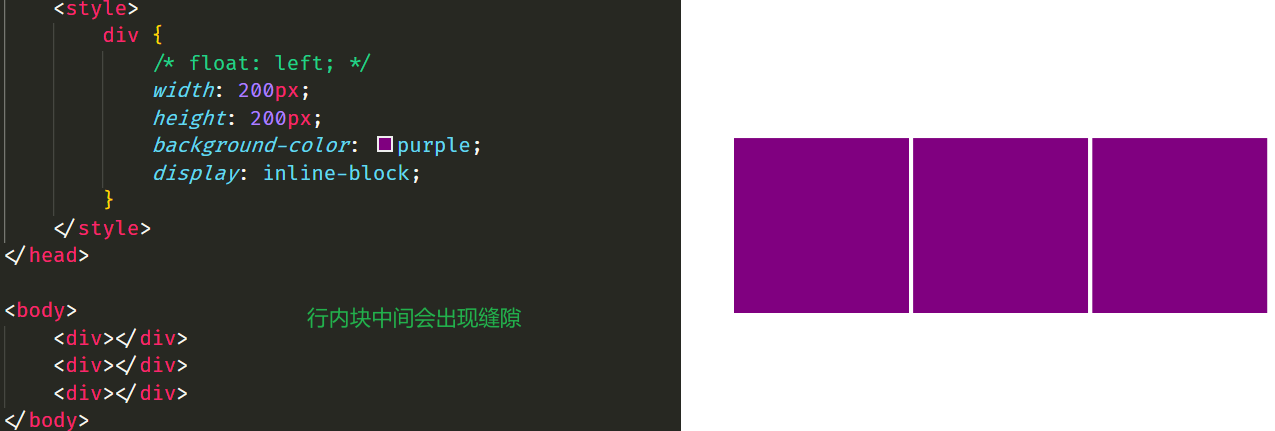 <style>
div {
/* float: left; */
width: 200px;
height: 200px;
background-color: purple;
display: inline-block;
}
</style>
</head>
<body>
行内块中间会出现缝隙
<div></div>
<div></div>
<div></div>
</body>